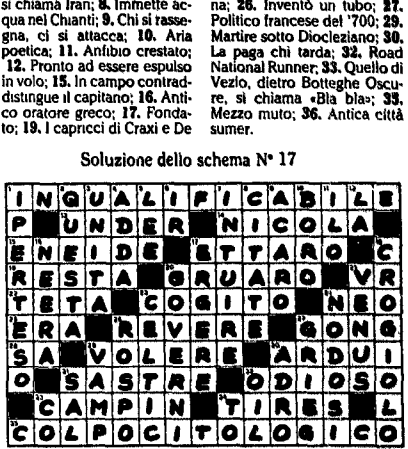 si chiama Iran; 8. Immette ac-
qua nel Chianti; 9. Chi si rasse-
gna, ci si attacca; 10. Aria
poetica; 11. Anfibio crestato;
12. Pronto ad essere espulso
in volo; 15. In campo contrad-
distingue il capitano; 16. Anti-
co oratore greco; 17. Fonda-
to; 19. I capricci di Craxi e De
na; 26. Inventò un tubo; 27.
Politico francese del '700; 29.
Martire sotto Diocleziano; 30.
La paga chi tarda; 32. Road
National Runner; 33. Quello di
Vezio, dietro Botteghe Oscu-
re, si chiama «Bla bla»; 35.
Mezzo muto; 36. Antica città
sumer.
Soluzione dello schema N° 17
INQUALIFICABILE
P UNDER NICOLA
ENEIDE ETTARO C
RESTA GRUARO VR
TETA COGITO NEO
ERA REVERE GONG
SA VOLERE ARDUI
O SASTRE ODIOSO
CAMPIN TIRES L
COLPOCITOLOGICO